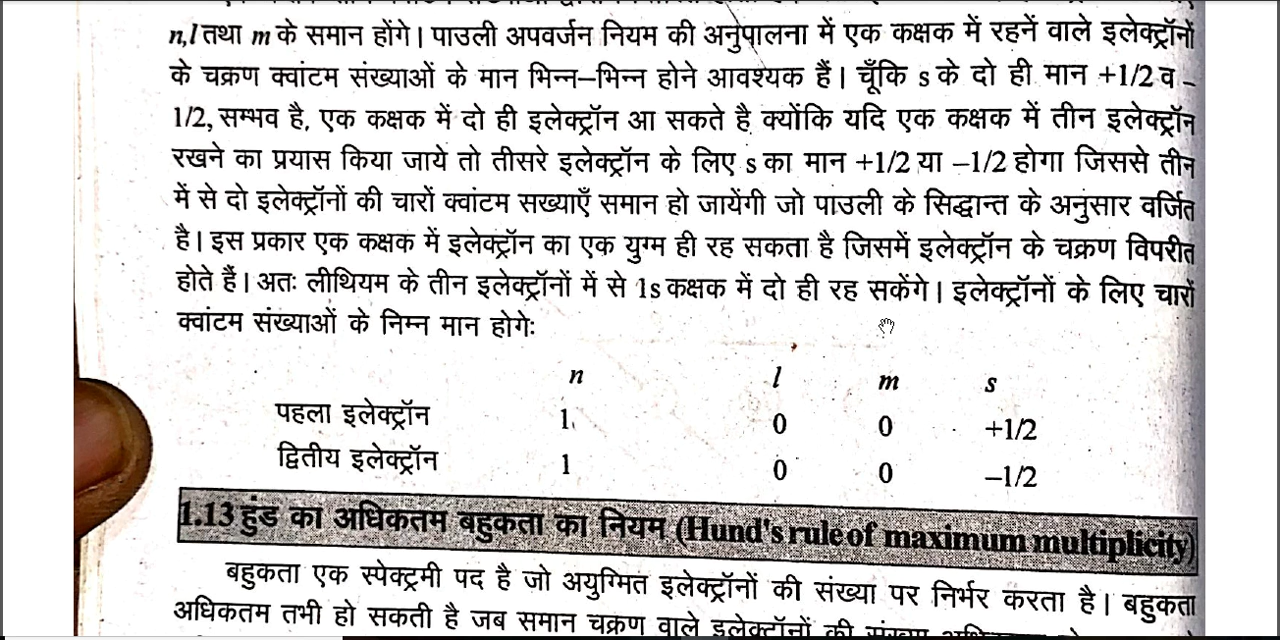 n,l तथा m के समान होंगे। पाउली अपवर्जन नियम की अनुपालना में एक कक्षक में रहनें वाले इलेक्ट्रॉनों
के चक्रण क्वांटम संख्याओं के मान भिन्न–भिन्न होने आवश्यक हैं। चूँकि s के दो ही मान +1/2 व –
1/2, सम्भव है, एक कक्षक में दो ही इलेक्ट्रॉन आ सकते है क्योंकि यदि एक कक्षक में तीन इलेक्ट्रॉन
रखने का प्रयास किया जाये तो तीसरे इलेक्ट्रॉन के लिए s का मान +1/2 या –1/2 होगा जिससे तीन
में से दो इलेक्ट्रॉनों की चारों क्वांटम सख्याएँ समान हो जायेंगी जो पाउली के सिद्धान्त के अनुसार वर्जित
है। इस प्रकार एक कक्षक में इलेक्ट्रॉन का एक युग्म ही रह सकता है जिसमें इलेक्ट्रॉन के चक्रण विपरीत
होते हैं। अतः लीथियम के तीन इलेक्ट्रॉनों में से 1s कक्षक में दो ही रह सकेंगे। इलेक्ट्रॉनों के लिए चारों
क्वांटम संख्याओं के निम्न मान होगेः
n l m s
पहला इलेक्ट्रॉन 1 0 0 +1/2
द्वितीय इलेक्ट्रॉन 1 0 0 –1/2
1.13 हुंड का अधिकतम बहुकता का नियम (Hund's rule of maximum multiplicity)
बहुकता एक स्पेक्ट्रमी पद है जो अयुग्मित इलेक्ट्रॉनों की संख्या पर निर्भर करता है। बहुकता
अधिकतम तभी हो सकती है जब समान चक्रण वाले इलेक्ट्रॉनों की संख्या